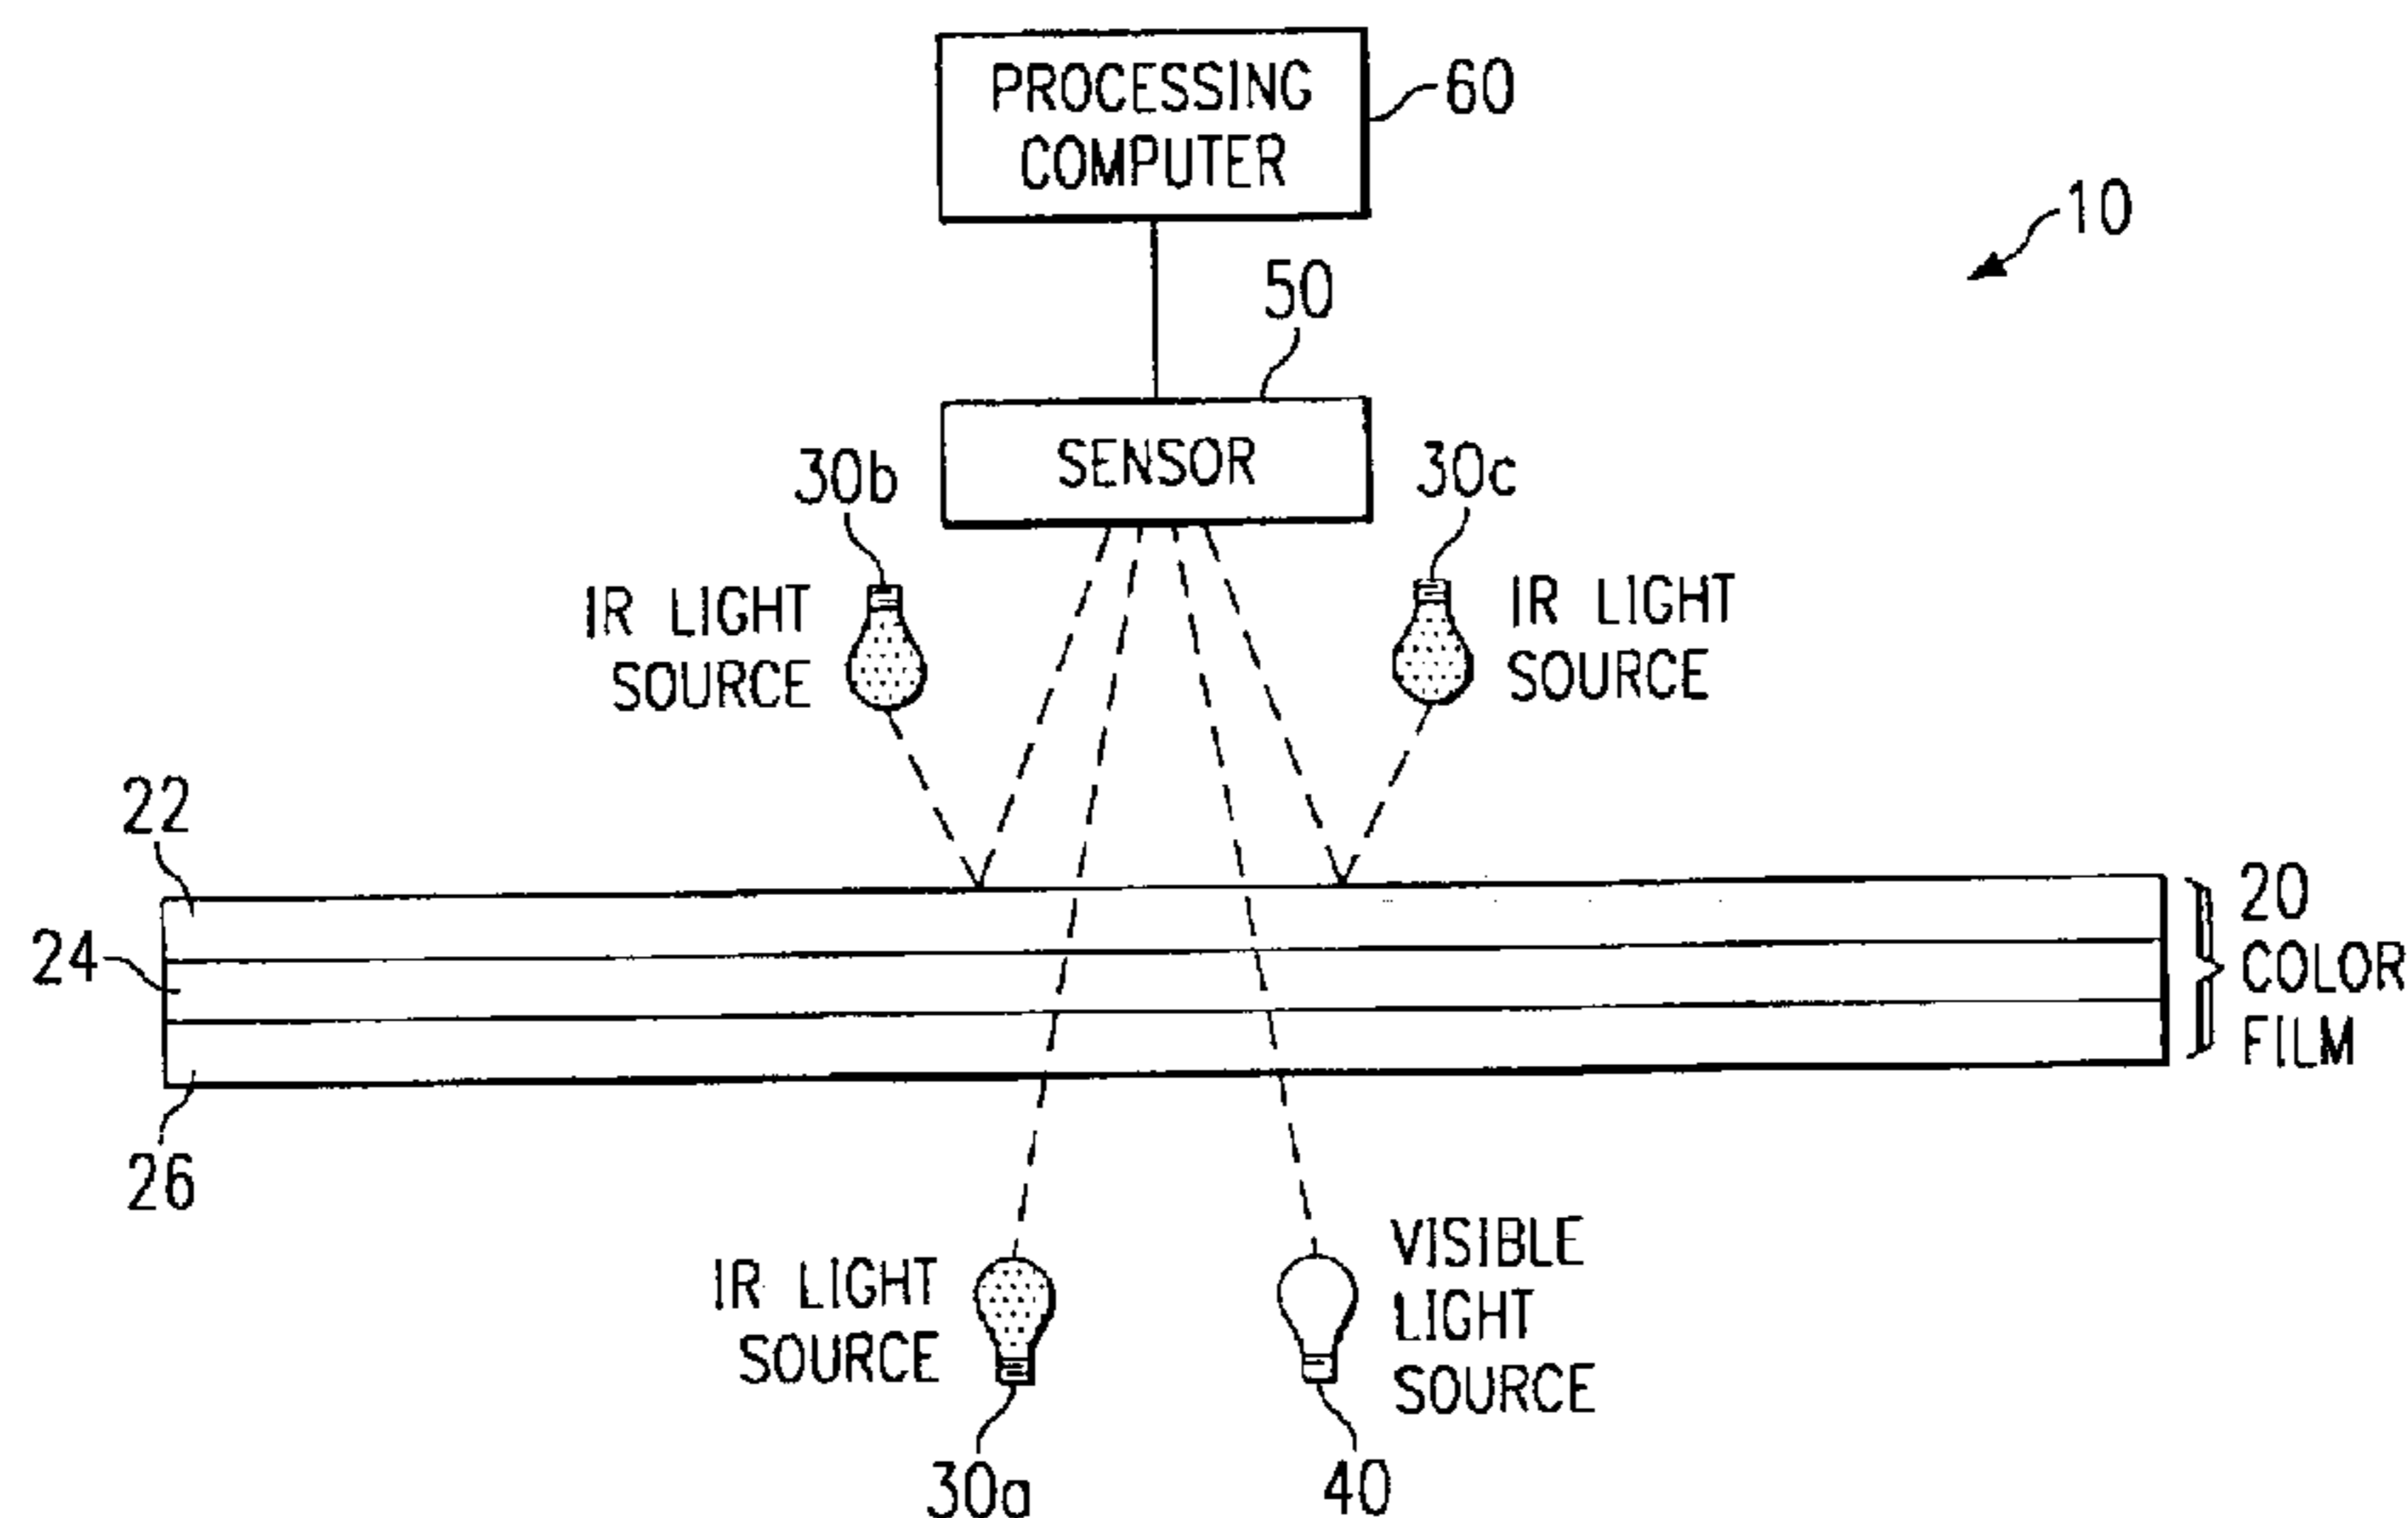 PROCESSING
COMPUTER
60
10
50
SENSOR
30b
30c
IR LIGHT
SOURCE
IR LIGHT
SOURCE
22
24
26
20
COLOR
FILM
IR LIGHT
SOURCE
VISIBLE
LIGHT
SOURCE
30a
40